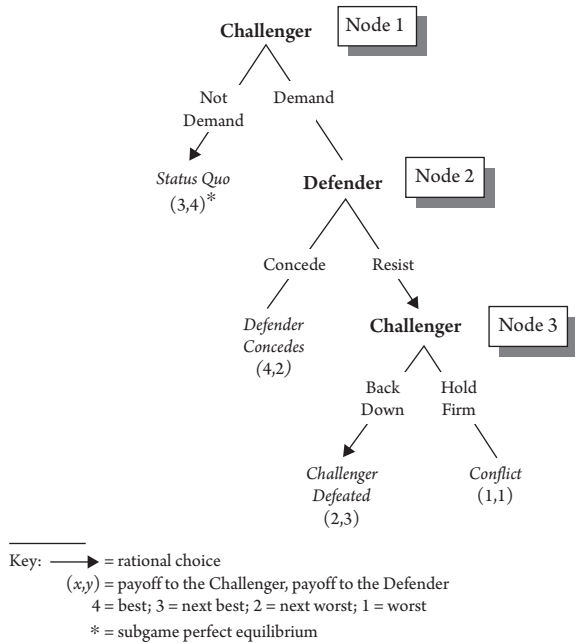 Challenger
Node 1
Not
Demand
Demand
Status Quo
(3,4)*
Defender
Node 2
Concede
Resist
Defender
Concedes
(4,2)
Challenger
Node 3
Back
Down
Hold
Firm
Challenger
Defeated
(2,3)
Conflict
(1,1)
Key: = rational choice
(x,y) = payoff to the Challenger, payoff to the Defender
4 = best; 3 = next best; 2 = next worst; 1 = worst
* = subgame perfect equilibrium